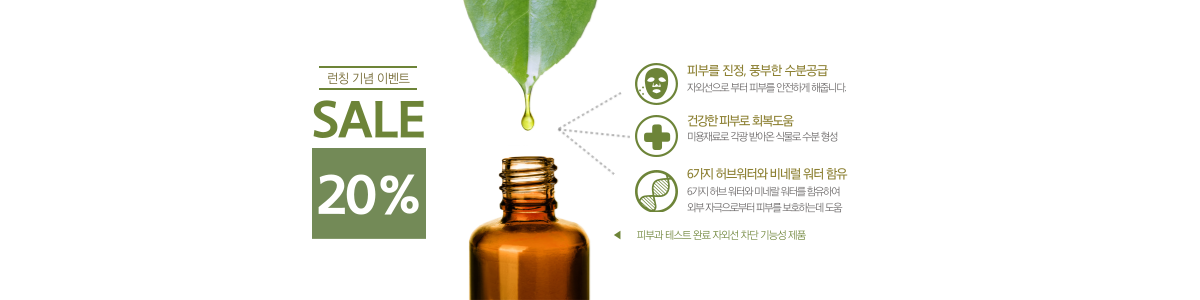 런칭 기념 이벤트
SALE
20%
피부를 진정, 풍부한 수분공급
자외선으로 부터 피부를 안전하게 해줍니다.
건강한 피부로 회복도움
미용재료로 각광 받아온 식물로 수분 형성
6가지 허브워터와 비네럴 워터 함유
6가지 허브 워터와 미네랄 워터를 함유하여
외부 자극으로부터 피부를 보호하는데 도움
◀ 피부과 테스트 완료 자외선 차단 기능성 제품